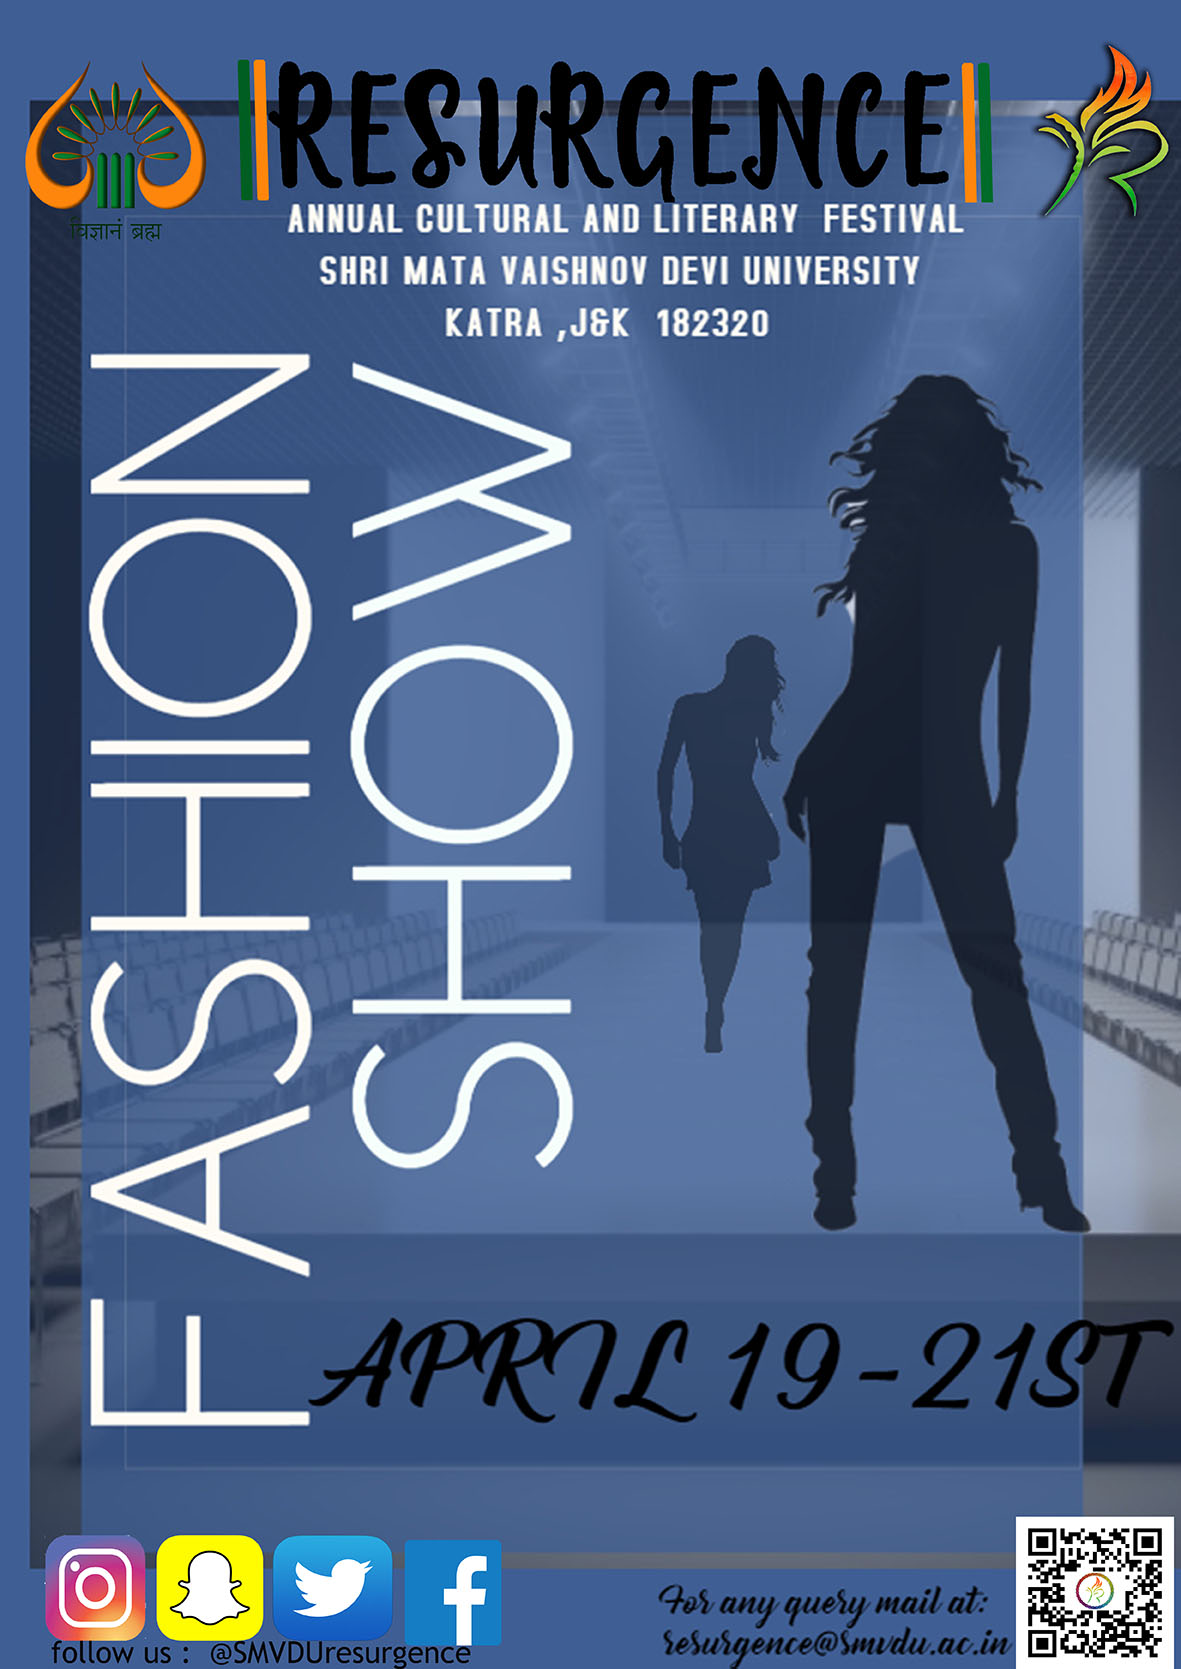 ||RESURGENCE||
ANNUAL CULTURAL AND LITERARY FESTIVAL
SHRI MATA VAISHNOV DEVI UNIVERSITY
KATRA ,J&K 182320
विज्ञानं ब्रह्म
FASHION
SHOW
APRIL 19-21ST
follow us : @SMVDUresurgence
For any query mail at:
resurgence@smvdu.ac.in